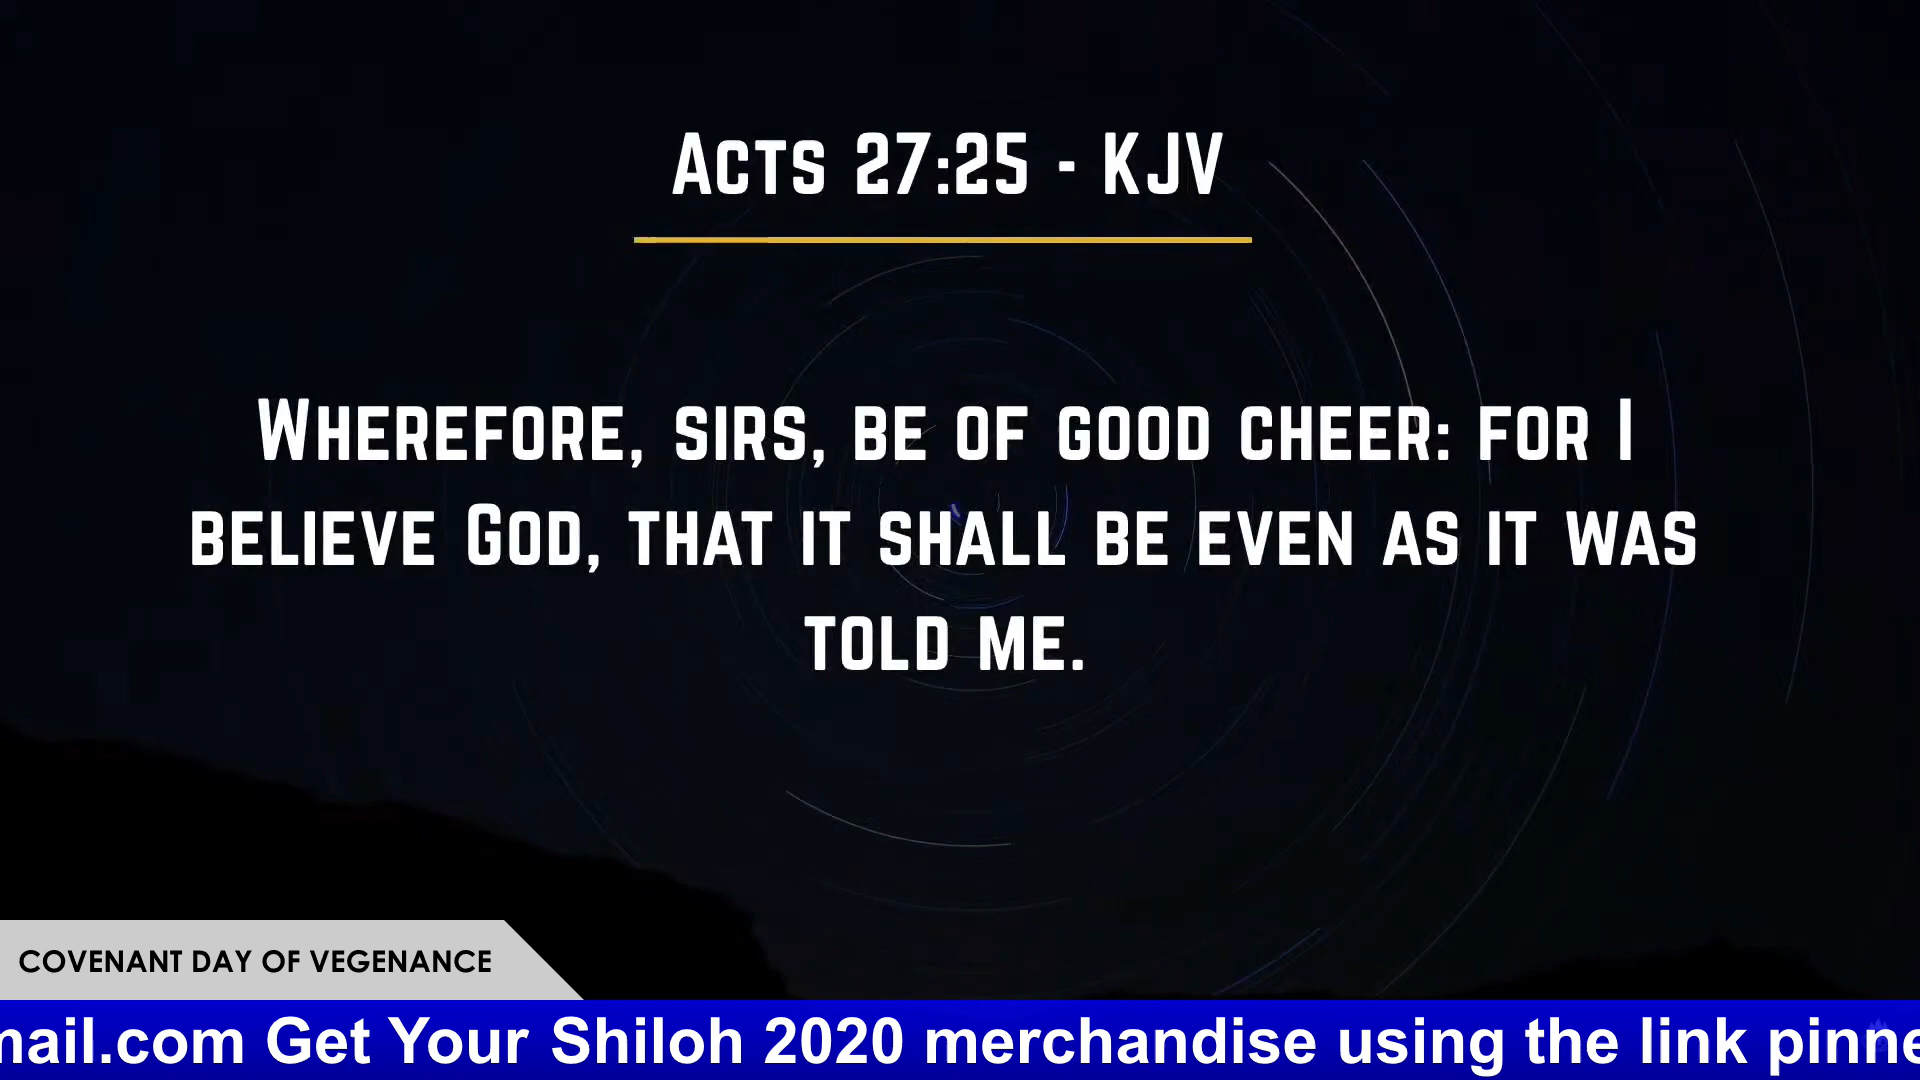 Acts 27:25 - KJV
Wherefore, sirs, be of good cheer: for I
believe God, that it shall be even as it was
told me.
COVENANT DAY OF VEGENANCE
mail.com Get Your Shiloh 2020 merchandise using the link pinne